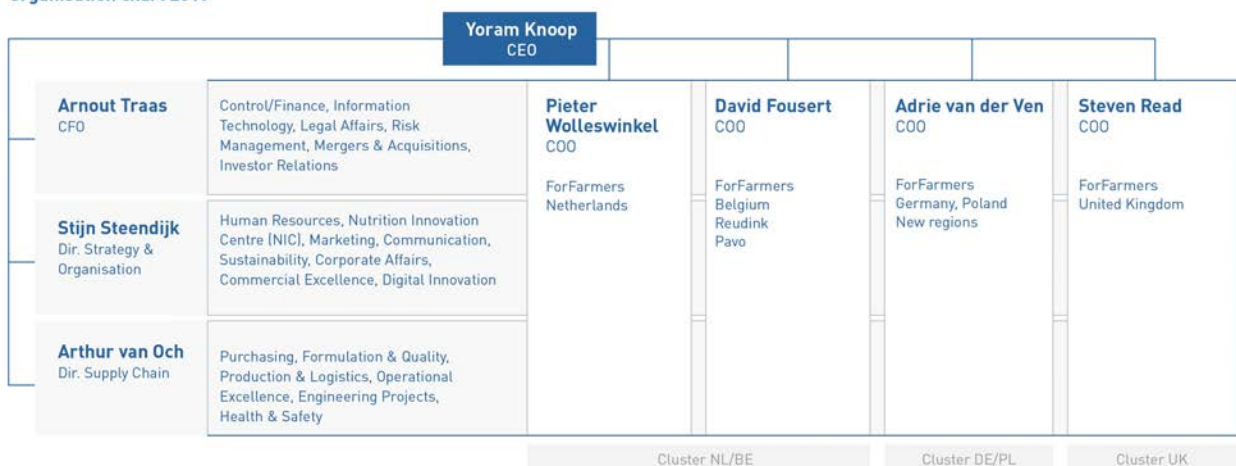 Yoram Knoop
CEO
Arnout Traas
CFO
Control/Finance, Information
Technology, Legal Affairs, Risk
Management, Mergers & Acquisitions,
Investor Relations
Stijn Steendijk
Dir. Strategy &
Organisation
Human Resources, Nutrition Innovation
Centre (NIC), Marketing, Communication,
Sustainability, Corporate Affairs,
Commercial Excellence, Digital Innovation
Arthur van Och
Dir. Supply Chain
Purchasing, Formulation & Quality,
Production & Logistics, Operational
Excellence, Engineering Projects,
Health & Safety
Pieter
Wolleswinkel
COO
ForFarmers
Netherlands
David Fousert
COO
ForFarmers
Belgium
Reudink
Pavo
Adrie van der Ven
COO
ForFarmers
Germany, Poland
New regions
Steven Read
COO
ForFarmers
United Kingdom
Cluster NL/BE
Cluster DE/PL
Cluster UK